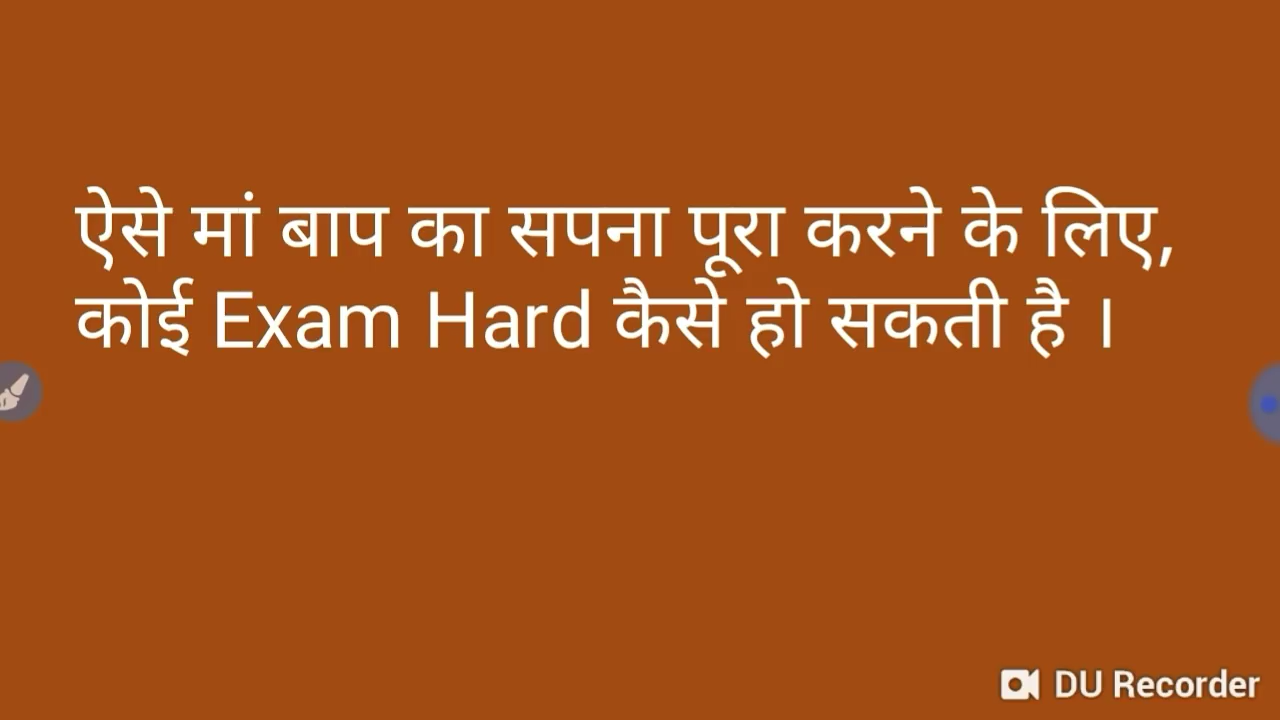 ऐसे मां बाप का सपना पूरा करने के लिए,
कोई Exam Hard कैसे हो सकती है ।
DU Recorder